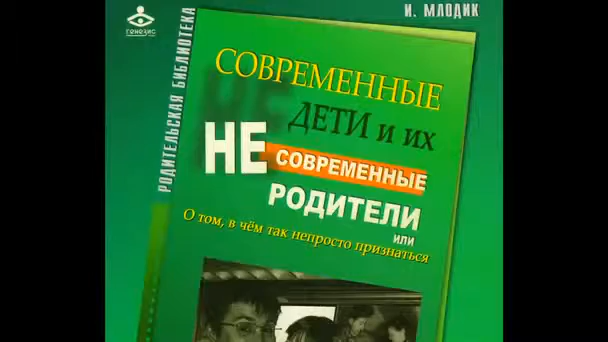 генезис
И. МЛОДИК
РОДИТЕЛЬСКАЯ БИБЛИОТЕКА
СОВРЕМЕННЫЕ
ДЕТИ и их
НЕ СОВРЕМЕННЫЕ
РОДИТЕЛИ
или
О том, в чём так непросто признаться